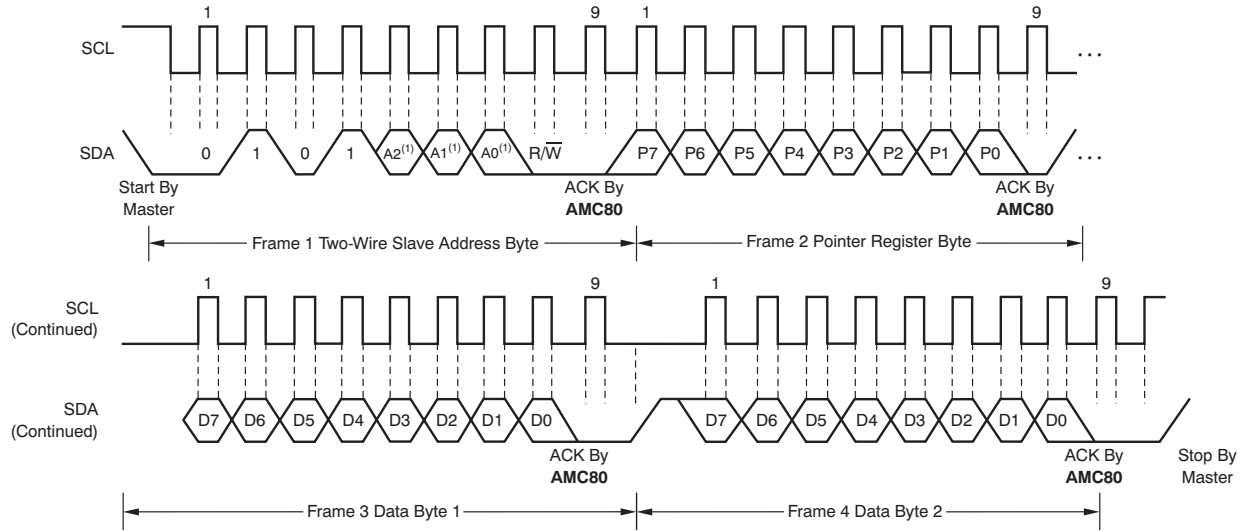 1 9 1 9
SCL ...
SDA 0 1 0 1 A2(1) A1(1) A0(1) R/W̅ P7 P6 P5 P4 P3 P2 P1 P0 ...
Start By Master
ACK By AMC80
ACK By AMC80
Frame 1 Two-Wire Slave Address Byte
Frame 2 Pointer Register Byte
1 9 1 9
SCL
(Continued)
SDA
(Continued)
D7 D6 D5 D4 D3 D2 D1 D0 D7 D6 D5 D4 D3 D2 D1 D0
ACK By AMC80
ACK By AMC80
Stop By Master
Frame 3 Data Byte 1
Frame 4 Data Byte 2